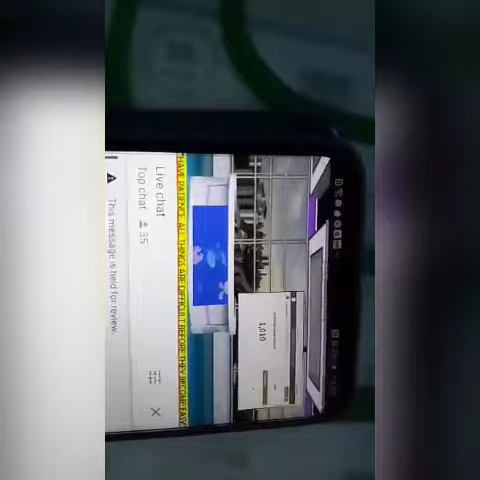 1,010
"HAVE PATIENCE. ALL THINGS ARE DIFFICULT BEFORE THEY BECOME EASY.
Live chat
Top chat 35
This message is held for review.